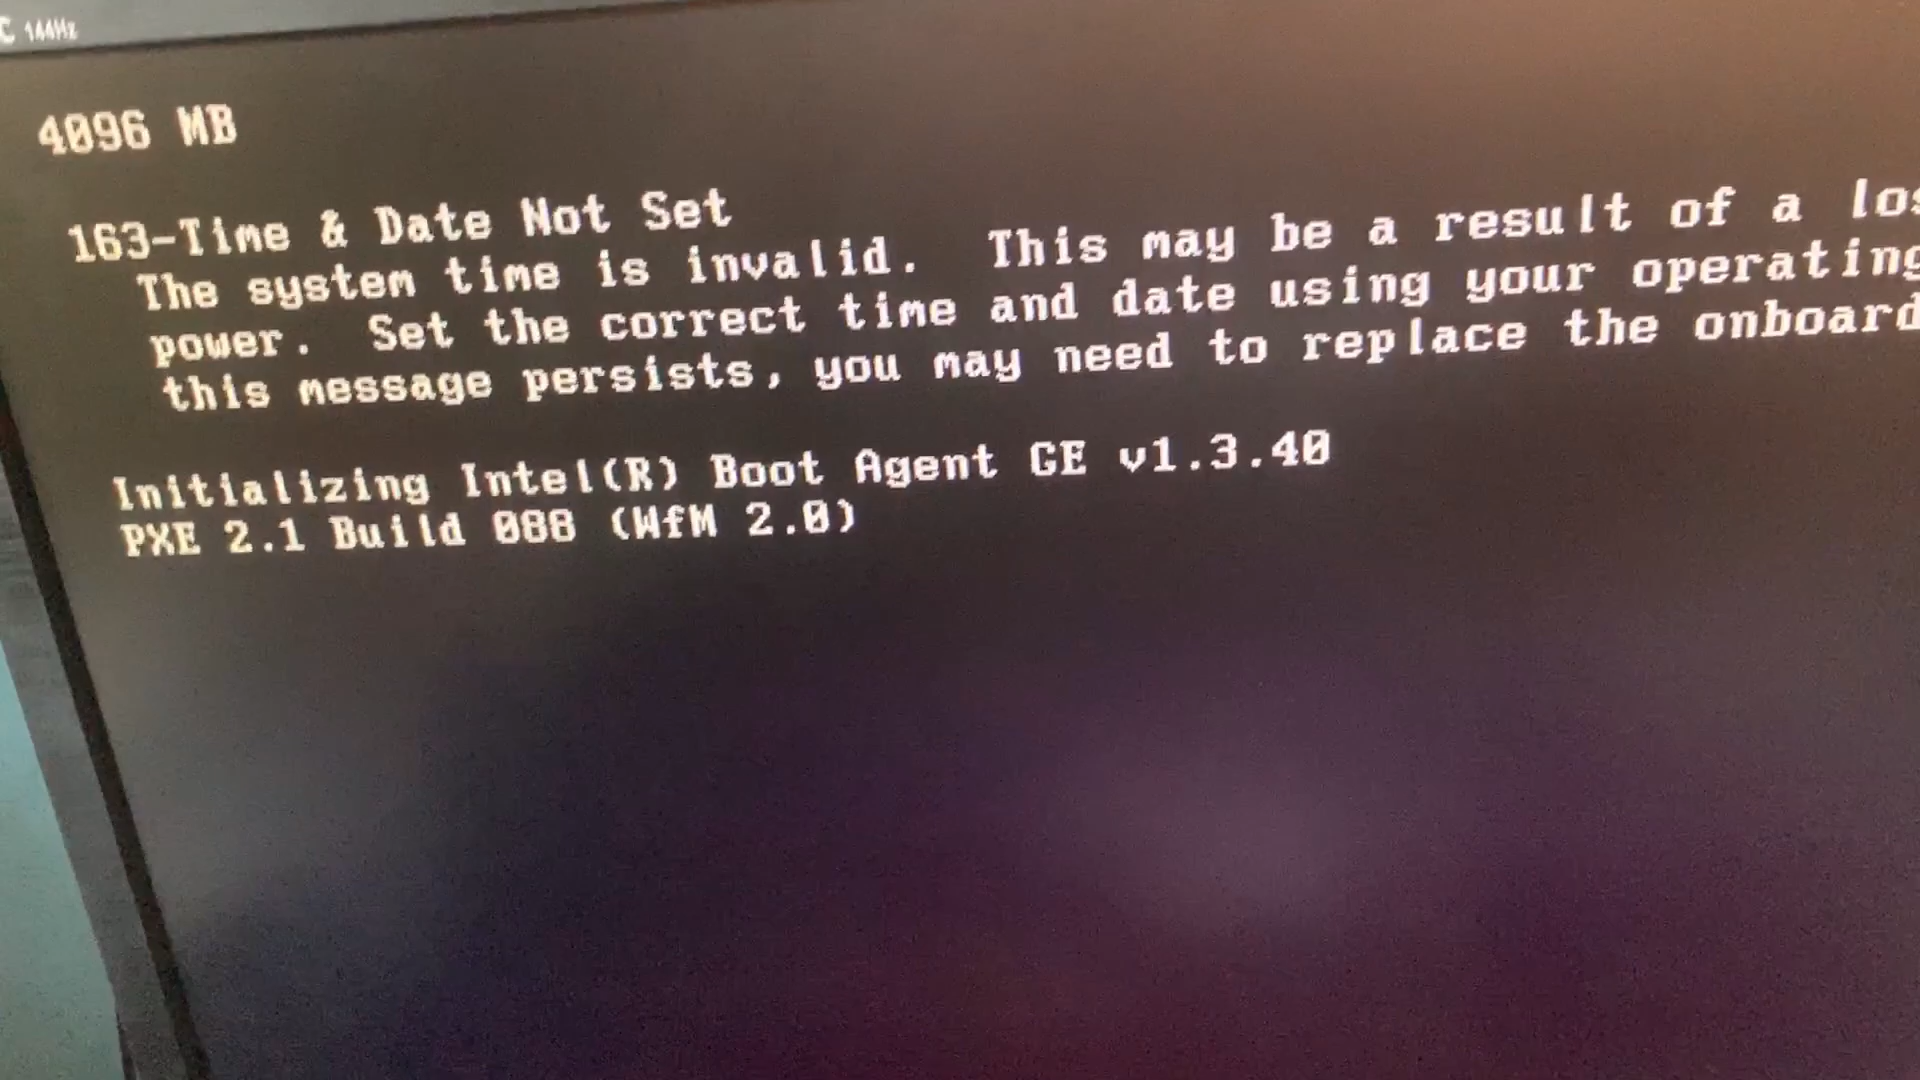 144Hz
4096 MB
163-Time & Date Not Set
The system time is invalid. This may be a result of a
power. Set the correct time and date using your operating
this message persists, you may need to replace the onboard
Initializing Intel(R) Boot Agent GE v1.3.40
PXE 2.1 Build 088 (WfM 2.0)